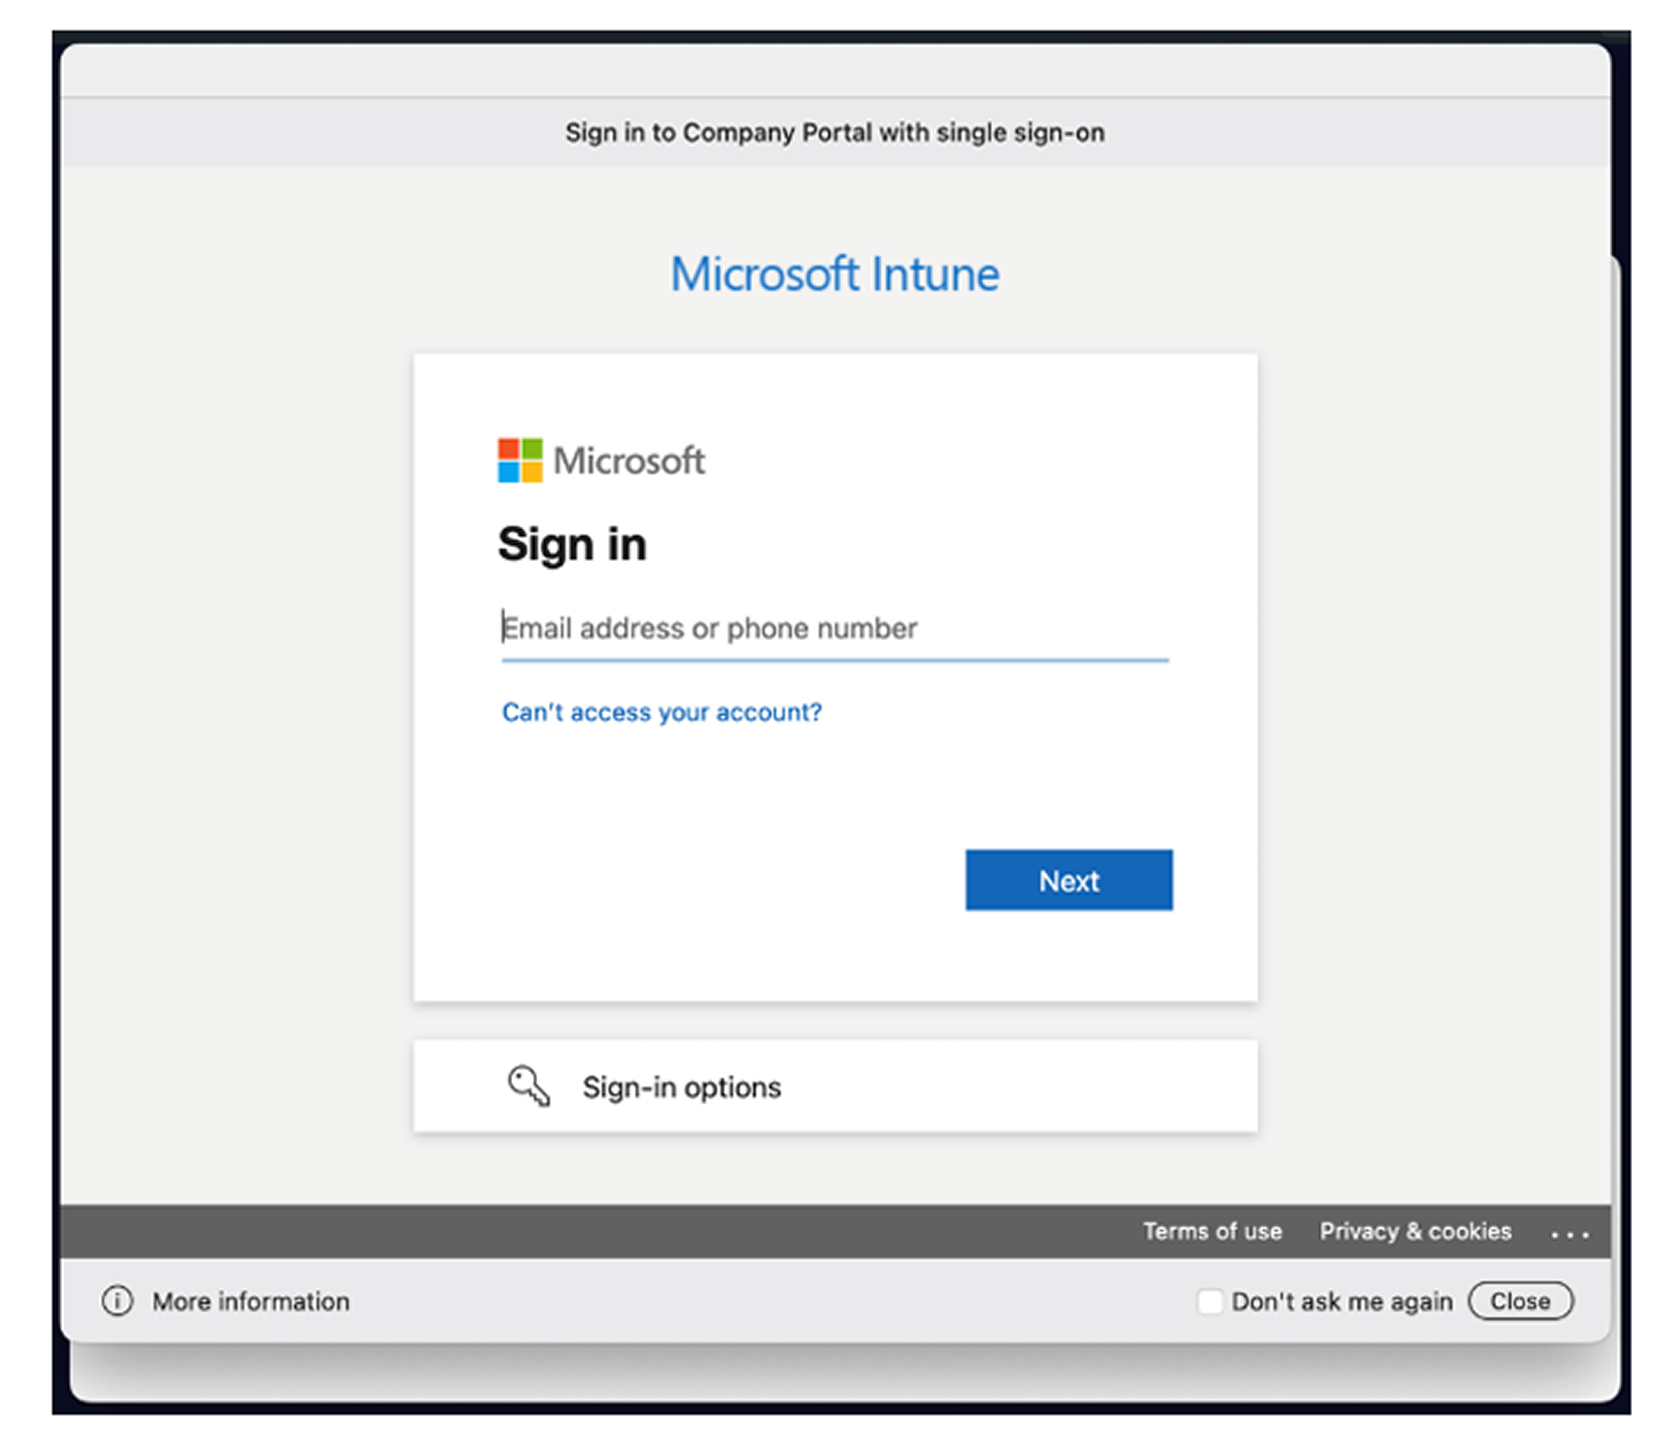 Sign in to Company Portal with single sign-on
Microsoft Intune
Microsoft
Sign in
Email address or phone number
Can't access your account?
Next
Sign-in options
Terms of use Privacy & cookies ...
More information Don't ask me again Close